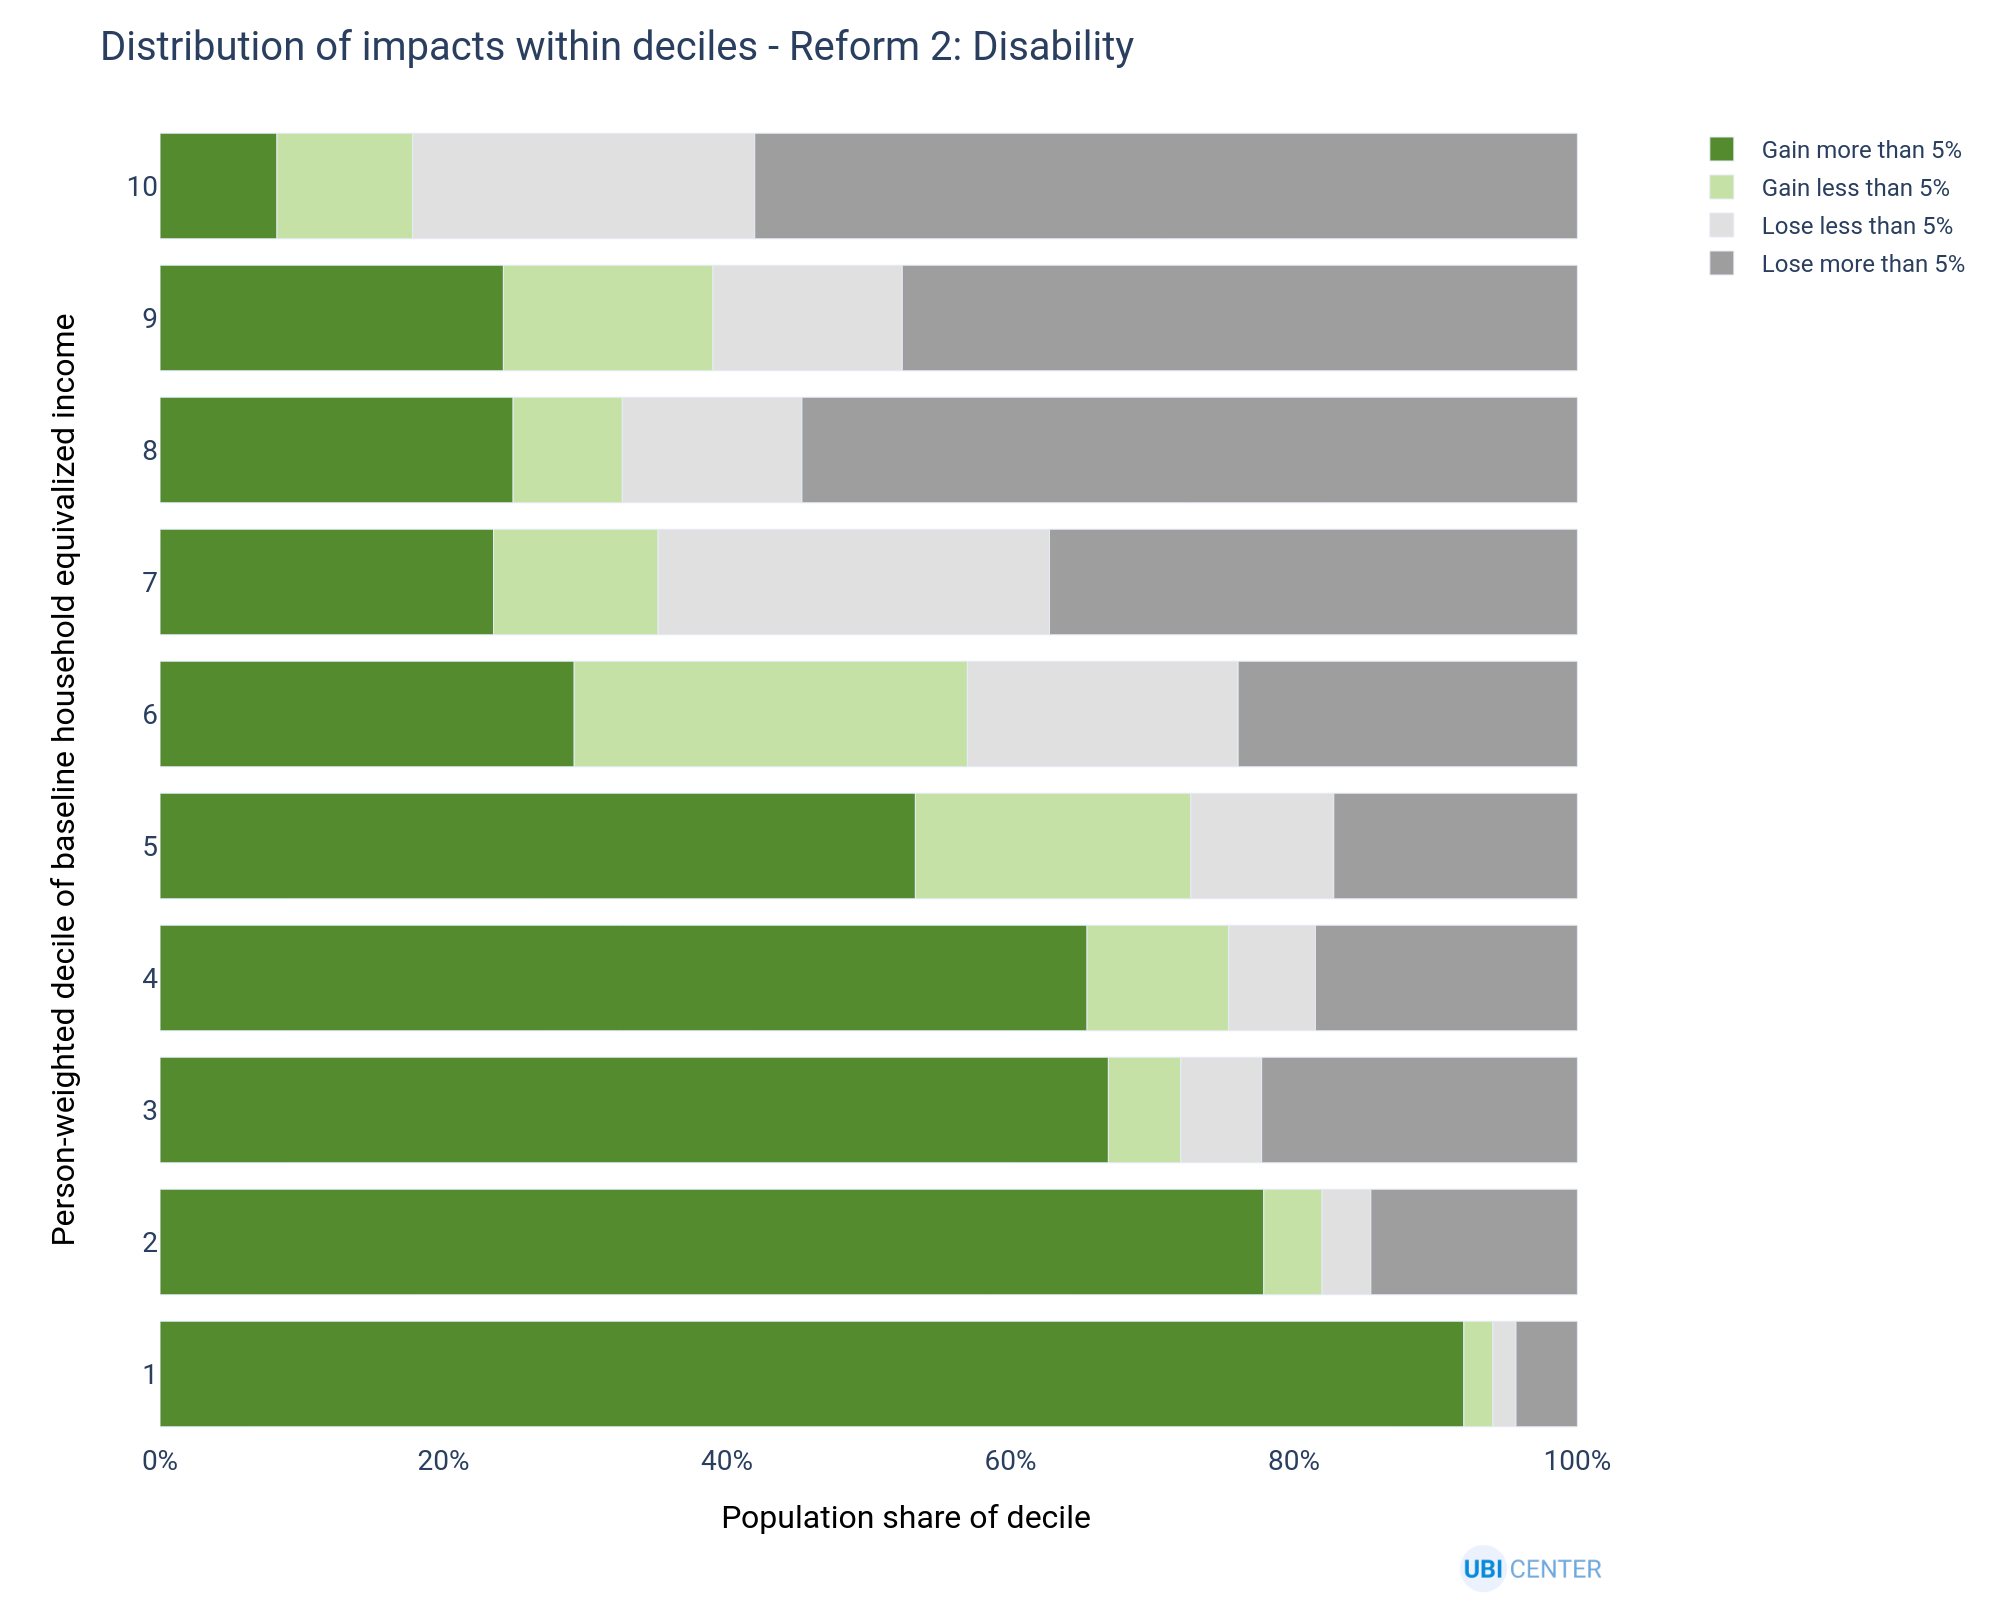 Distribution of impacts within deciles - Reform 2: Disability
Gain more than 5%
Gain less than 5%
Lose less than 5%
Lose more than 5%
Person-weighted decile of baseline household equivalized income
10
9
8
7
6
5
4
3
2
1
0% 20% 40% 60% 80% 100%
Population share of decile
UBI CENTER